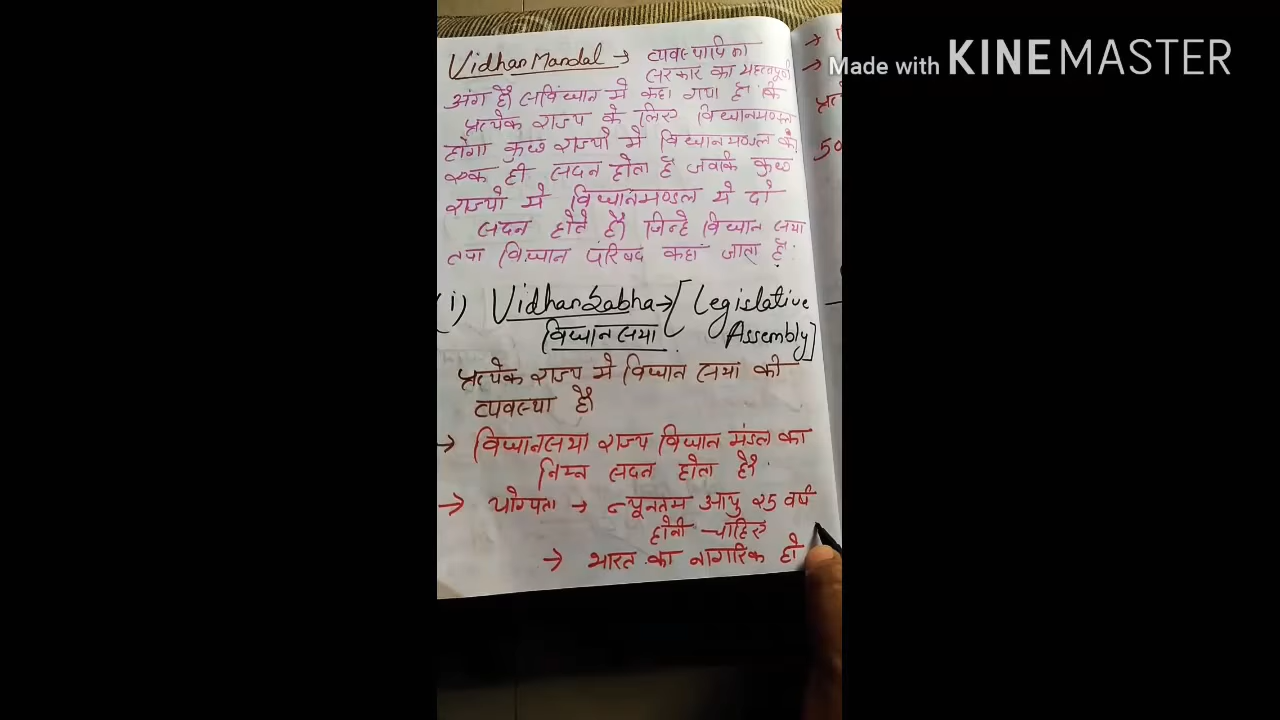 Made with KINEMASTER
Vidhan Mandal → व्यवस्थापिका
सरकार का महत्वपूर्ण
अंग है। संविधान मे कहा गया है कि
प्रत्येक राज्य के लिए विधानमण्डल
होगा कुछ राज्यो मे विधानमण्डल का
एक ही सदन होता है जबकि कुछ
राज्यो मे विधानमण्डल मे दो
सदन होते है। जिन्हे विधान सभा
तथा विधान परिषद कहा जाता है.
(i) VidhanSabha → [Legislative
विधानसभा Assembly]
प्रत्येक राज्य मे विधान सभा की
व्यवस्था है।
→ विधानसभा राज्य विधान मंडल का
निम्न सदन होता है।
→ योग्यता → न्यूनतम आयु 25 वर्ष
होनी चाहिए
→ भारत का नागरिक हो